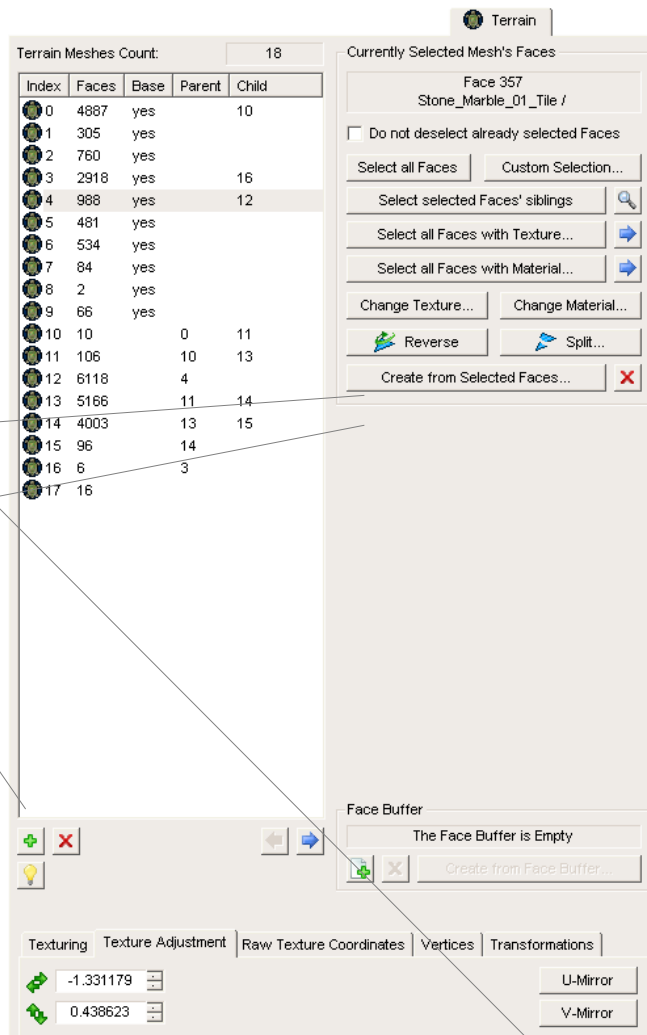 Terrain
Terrain Meshes Count: 18
Index Faces Base Parent Child
0 4887 yes 10
1 305 yes
2 760 yes
3 2918 yes 16
4 988 yes 12
5 481 yes
6 534 yes
7 84 yes
8 2 yes
9 66 yes
10 10 0 11
11 106 10 13
12 6118 4
13 5166 11 14
14 4003 13 15
15 96 14
16 6 3
17 16
Currently Selected Mesh's Faces
Face 357
Stone_Marble_01_Tile /
Do not deselect already selected Faces
Select all Faces Custom Selection...
Select selected Faces' siblings
Select all Faces with Texture...
Select all Faces with Material...
Change Texture... Change Material...
Reverse Split...
Create from Selected Faces...
Face Buffer
The Face Buffer is Empty
Create from Face Buffer...
Texturing Texture Adjustment Raw Texture Coordinates Vertices Transformations
-1.331179 U-Mirror
0.438623 V-Mirror